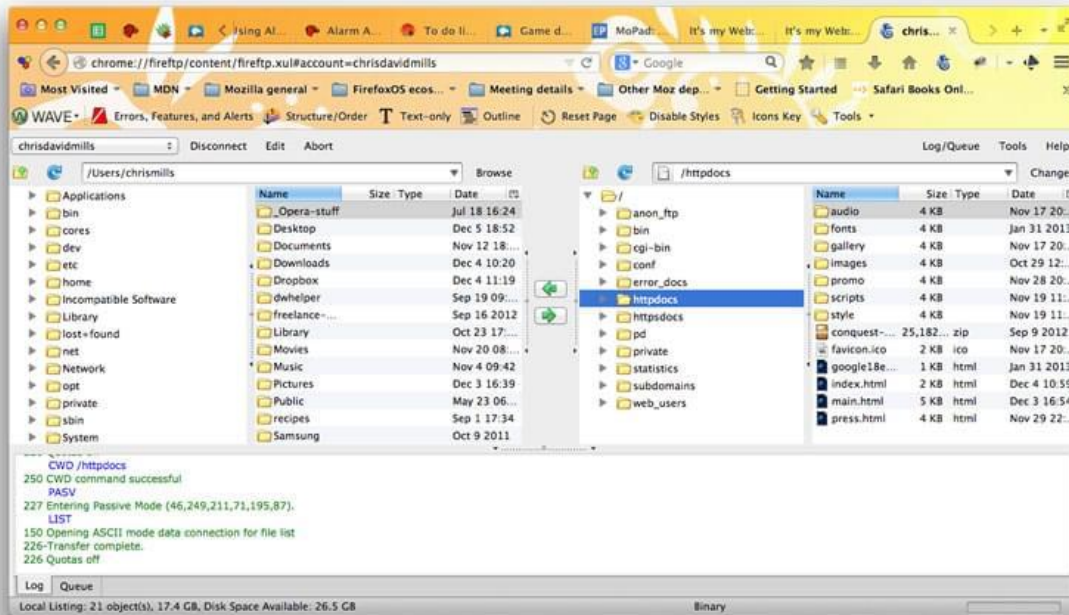 Using Al...
Alarm A...
To do li...
Game d...
EP MoPad:
It's my Web:...
It's my Web:...
chris...
chrome://fireftp/content/fireftp.xul#account=chrisdavidmills
Google
Most Visited
MDN
Mozilla general
FirefoxOS ecos...
Meeting details
Other Moz dep...
Getting Started
Safari Books Onl...
WAVE
Errors, Features, and Alerts
Structure/Order
Text-only
Outline
Reset Page
Disable Styles
Icons Key
Tools
chrisdavidmills
Disconnect
Edit
Abort
Log/Queue
Tools
Help
/Users/chrismills
Browse
/httpdocs
Change
Applications
bin
cores
dev
etc
home
Incompatible Software
Library
lost+found
net
Network
opt
private
sbin
System
Name Size Type Date
_Opera-stuff Jul 18 16:24
Desktop Dec 5 18:52
Documents Nov 12 18:...
Downloads Dec 4 10:20
Dropbox Dec 4 11:19
dwhelper Sep 19 09:...
freelance-... Sep 16 2012
Library Oct 23 17:...
Movies Nov 20 08:...
Music Nov 4 09:42
Pictures Dec 3 16:39
Public May 23 06...
recipes Sep 1 17:34
Samsung Oct 9 2011
/
anon_ftp
bin
cgi-bin
conf
error_docs
httpdocs
httpsdocs
pd
private
statistics
subdomains
web_users
Name Size Type Date
audio 4 KB Nov 17 20:..
fonts 4 KB Jan 31 2013
gallery 4 KB Nov 17 20:..
images 4 KB Oct 29 12:..
promo 4 KB Nov 28 20:..
scripts 4 KB Nov 19 11:..
style 4 KB Nov 19 11:..
conquest-... 25,182... zip Sep 9 2012
favicon.ico 2 KB ico Nov 17 20:..
google18e... 1 KB html Jan 31 2013
index.html 2 KB html Dec 4 10:59
main.html 5 KB html Dec 3 16:54
press.html 4 KB html Nov 29 22:..
CWD /httpdocs
250 CWD command successful
PASV
227 Entering Passive Mode (46,249,211,71,195,87).
LIST
150 Opening ASCII mode data connection for file list
226-Transfer complete.
226 Quotas off
Log
Queue
Local Listing: 21 object(s), 17.4 GB, Disk Space Available: 26.5 GB
Binary